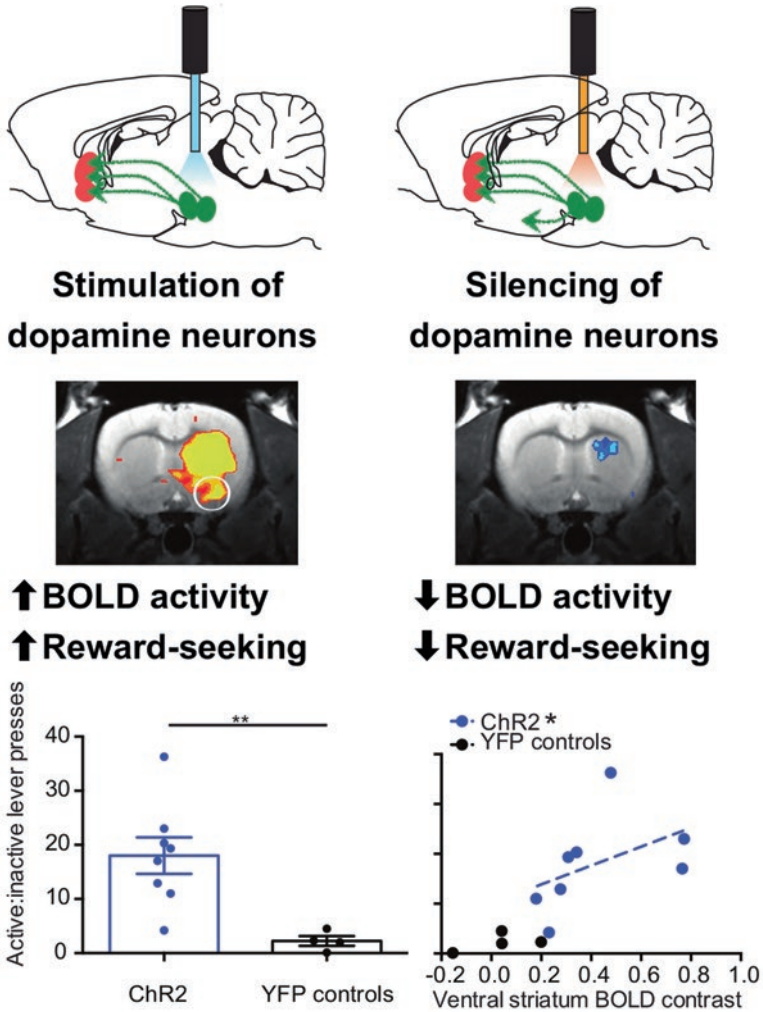 Stimulation of
dopamine neurons
Silencing of
dopamine neurons
⬆BOLD activity
⬆Reward-seeking
⬇BOLD activity
⬇Reward-seeking
Active:inactive lever presses
40
30
20
10
0
**
ChR2
YFP controls
ChR2 *
YFP controls
-0.2 0.0 0.2 0.4 0.6 0.8 1.0
Ventral striatum BOLD contrast